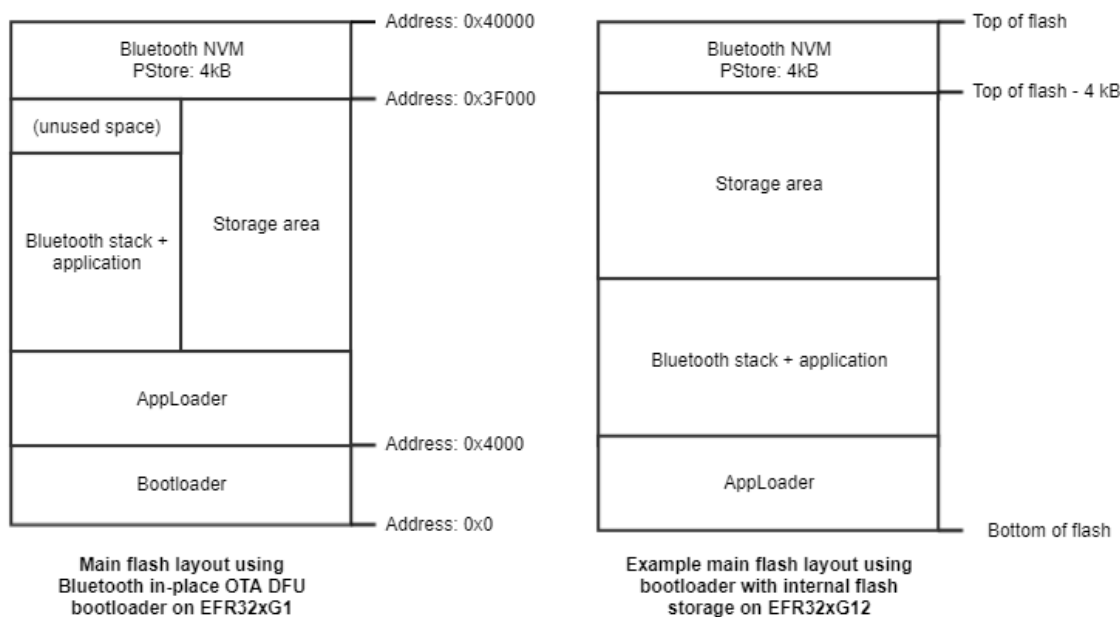 Address: 0x40000
Bluetooth NVM
PStore: 4kB
Address: 0x3F000
(unused space)
Bluetooth stack +
application
Storage area
AppLoader
Address: 0x4000
Bootloader
Address: 0x0
Main flash layout using
Bluetooth in-place OTA DFU
bootloader on EFR32xG1
Top of flash
Bluetooth NVM
PStore: 4kB
Top of flash - 4 kB
Storage area
Bluetooth stack + application
AppLoader
Bottom of flash
Example main flash layout using
bootloader with internal flash
storage on EFR32xG12